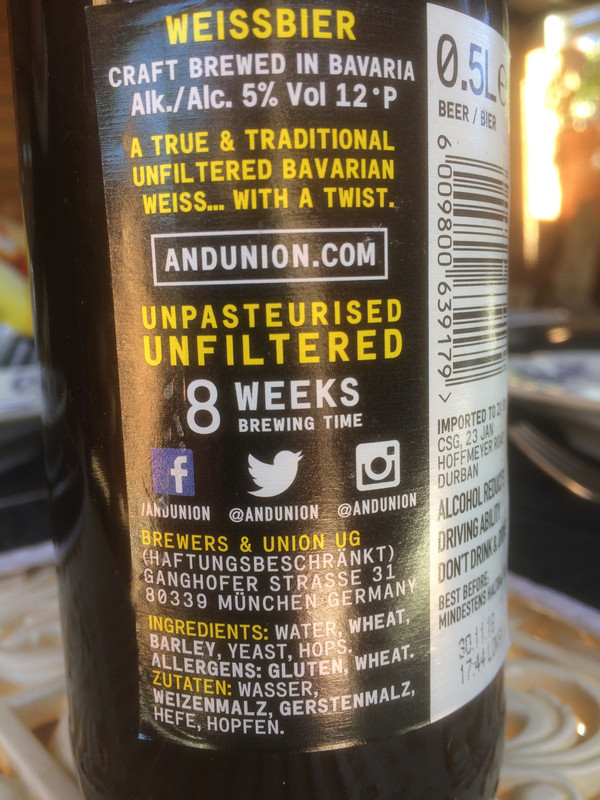 WEISSBIER
CRAFT BREWED IN BAVARIA
Alk./Alc. 5% Vol 12°P
A TRUE & TRADITIONAL
UNFILTERED BAVARIAN
WEISS... WITH A TWIST.
ANDUNION.COM
UNPASTEURISED
UNFILTERED
8 WEEKS
BREWING TIME
/ANDUNION @ANDUNION @ANDUNION
BREWERS & UNION UG
(HAFTUNGSBESCHRÄNKT)
GANGHOFER STRASSE 31
80339 MÜNCHEN GERMANY
INGREDIENTS: WATER, WHEAT,
BARLEY, YEAST, HOPS.
ALLERGENS: GLUTEN, WHEAT.
ZUTATEN: WASSER,
WEIZENMALZ, GERSTENMALZ,
HEFE, HOPFEN.
0.5L e
BEER / BIER
6 009800 639179 >
IMPORTED TO
CSG, 23 JAN
HOFFMEYER
DURBAN
ALCOHOL
DRIVING ABILITY
DON'T DRINK &
BEST BEFORE
MINDESTENS
30.11.19
17:44